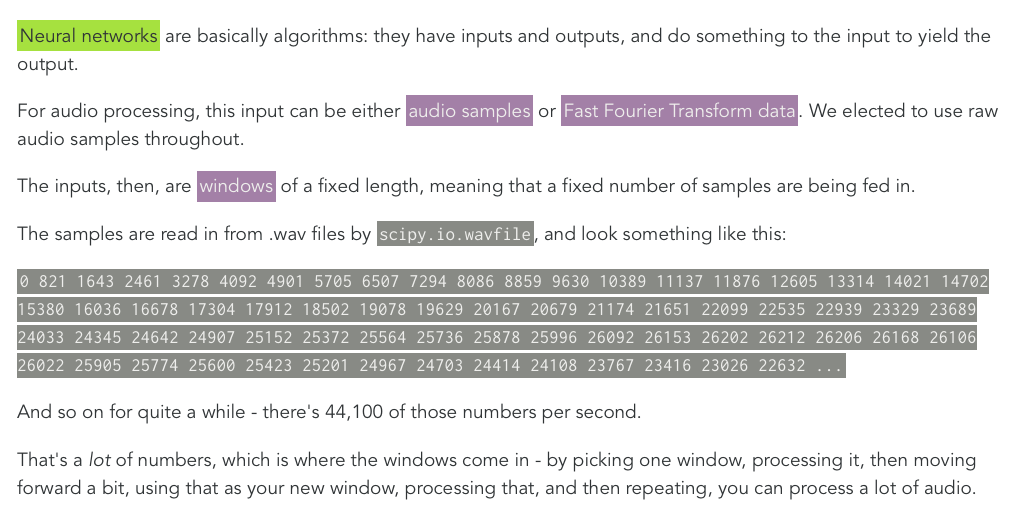 Neural networks are basically algorithms: they have inputs and outputs, and do something to the input to yield the
output.
For audio processing, this input can be either audio samples or Fast Fourier Transform data. We elected to use raw
audio samples throughout.
The inputs, then, are windows of a fixed length, meaning that a fixed number of samples are being fed in.
The samples are read in from .wav files by scipy.io.wavfile, and look something like this:
0 821 1643 2461 3278 4092 4901 5705 6507 7294 8086 8859 9630 10389 11137 11876 12605 13314 14021 14702
15380 16036 16678 17304 17912 18502 19078 19629 20167 20679 21174 21651 22099 22535 22939 23329 23689
24033 24345 24642 24907 25152 25372 25564 25736 25878 25996 26092 26153 26202 26212 26206 26168 26106
26022 25905 25774 25600 25423 25201 24967 24703 24414 24108 23767 23416 23026 22632 ...
And so on for quite a while - there's 44,100 of those numbers per second.
That's a lot of numbers, which is where the windows come in - by picking one window, processing it, then moving
forward a bit, using that as your new window, processing that, and then repeating, you can process a lot of audio.